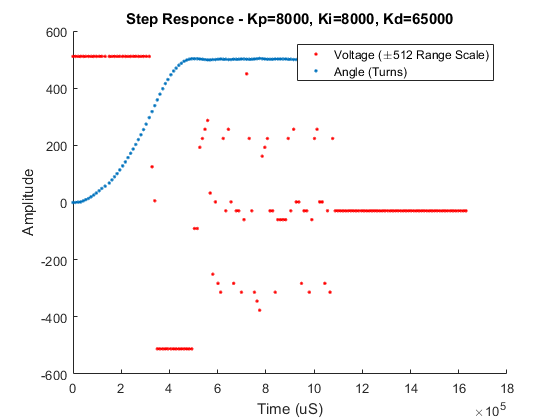 Step Responce - Kp=8000, Ki=8000, Kd=65000
Voltage (±512 Range Scale)
Angle (Turns)
600
400
200
0
-200
-400
-600
Amplitude
0 2 4 6 8 10 12 14 16 18
Time (uS)
×10^5